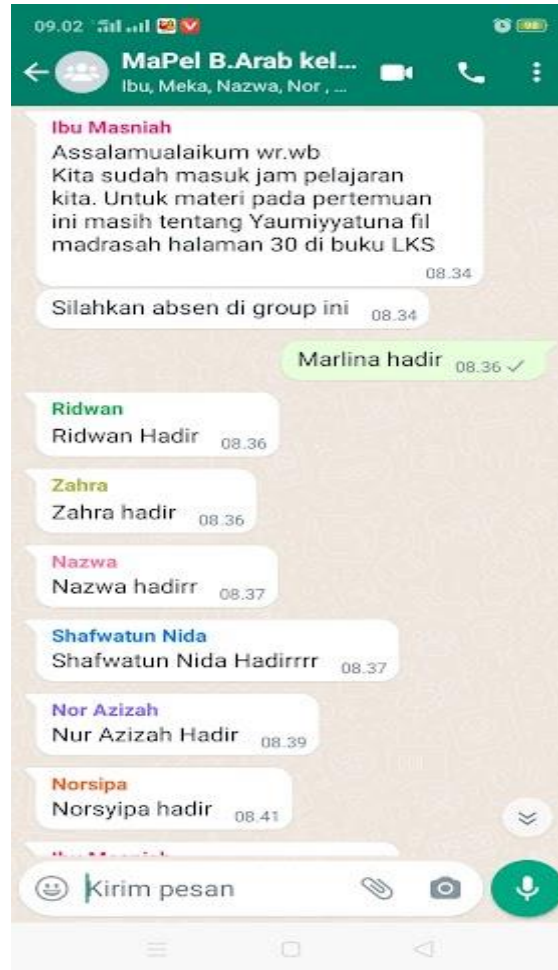 09.02
98
MaPel B.Arab kel...
Ibu, Meka, Nazwa, Nor , ...
Ibu Masniah
Assalamualaikum wr.wb
Kita sudah masuk jam pelajaran
kita. Untuk materi pada pertemuan
ini masih tentang Yaumiyyatuna fil
madrasah halaman 30 di buku LKS
08.34
Silahkan absen di group ini 08.34
Marlina hadir 08.36
Ridwan
Ridwan Hadir 08.36
Zahra
Zahra hadir 08.36
Nazwa
Nazwa hadirr 08.37
Shafwatun Nida
Shafwatun Nida Hadirrrr 08.37
Nor Azizah
Nur Azizah Hadir 08.39
Norsipa
Norsyipa hadir 08.41
Ibu Masniah
Kirim pesan